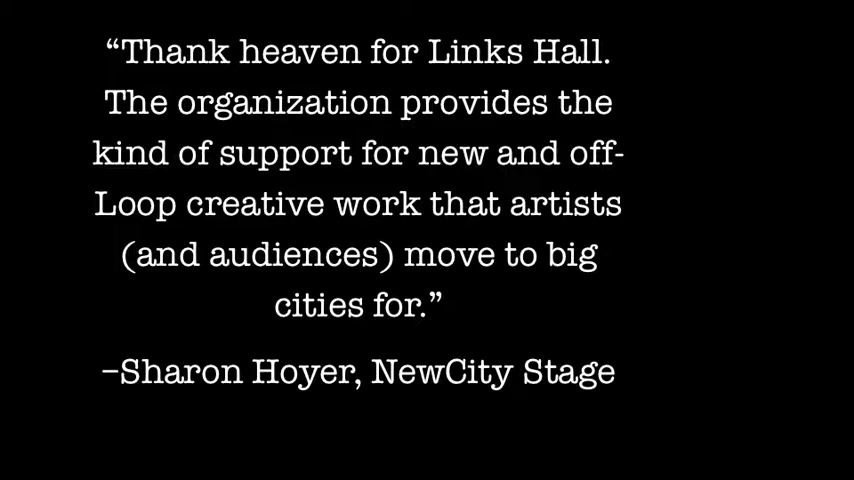 “Thank heaven for Links Hall.
The organization provides the
kind of support for new and off-
Loop creative work that artists
(and audiences) move to big
cities for.”
–Sharon Hoyer, NewCity Stage